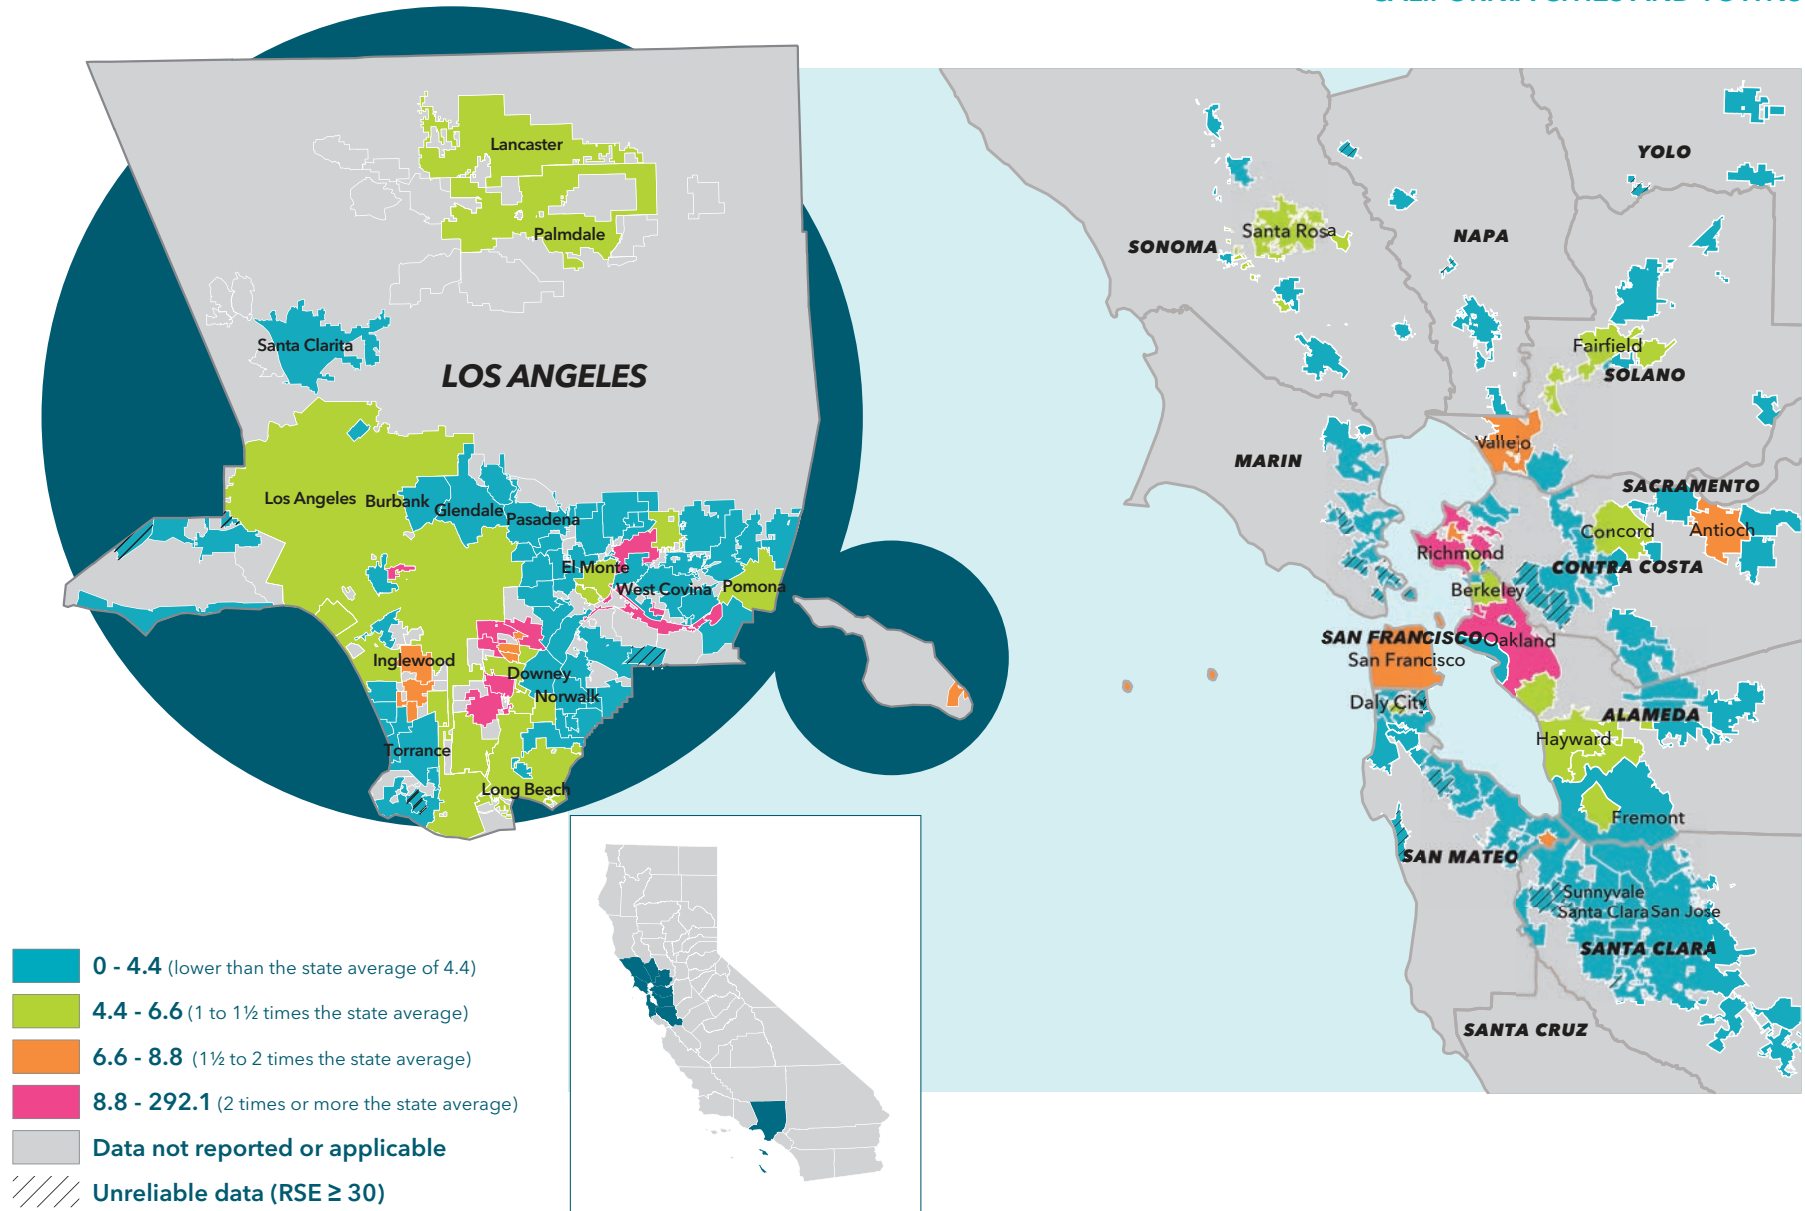 CALIFORNIA CITIES AND TOWNS
Lancaster
Palmdale
Santa Clarita
LOS ANGELES
Los Angeles
Burbank
Glendale
Pasadena
El Monte
West Covina
Pomona
Inglewood
Downey
Norwalk
Torrance
Long Beach
YOLO
Santa Rosa
SONOMA
NAPA
Fairfield
SOLANO
Vallejo
MARIN
SACRAMENTO
Concord
Antioch
Richmond
CONTRA COSTA
Berkeley
SAN FRANCISCO
Oakland
San Francisco
Daly City
ALAMEDA
Hayward
Fremont
SAN MATEO
Sunnyvale
Santa Clara
San Jose
SANTA CLARA
SANTA CRUZ
0 - 4.4 (lower than the state average of 4.4)
4.4 - 6.6 (1 to 1½ times the state average)
6.6 - 8.8 (1½ to 2 times the state average)
8.8 - 292.1 (2 times or more the state average)
Data not reported or applicable
Unreliable data (RSE ≥ 30)